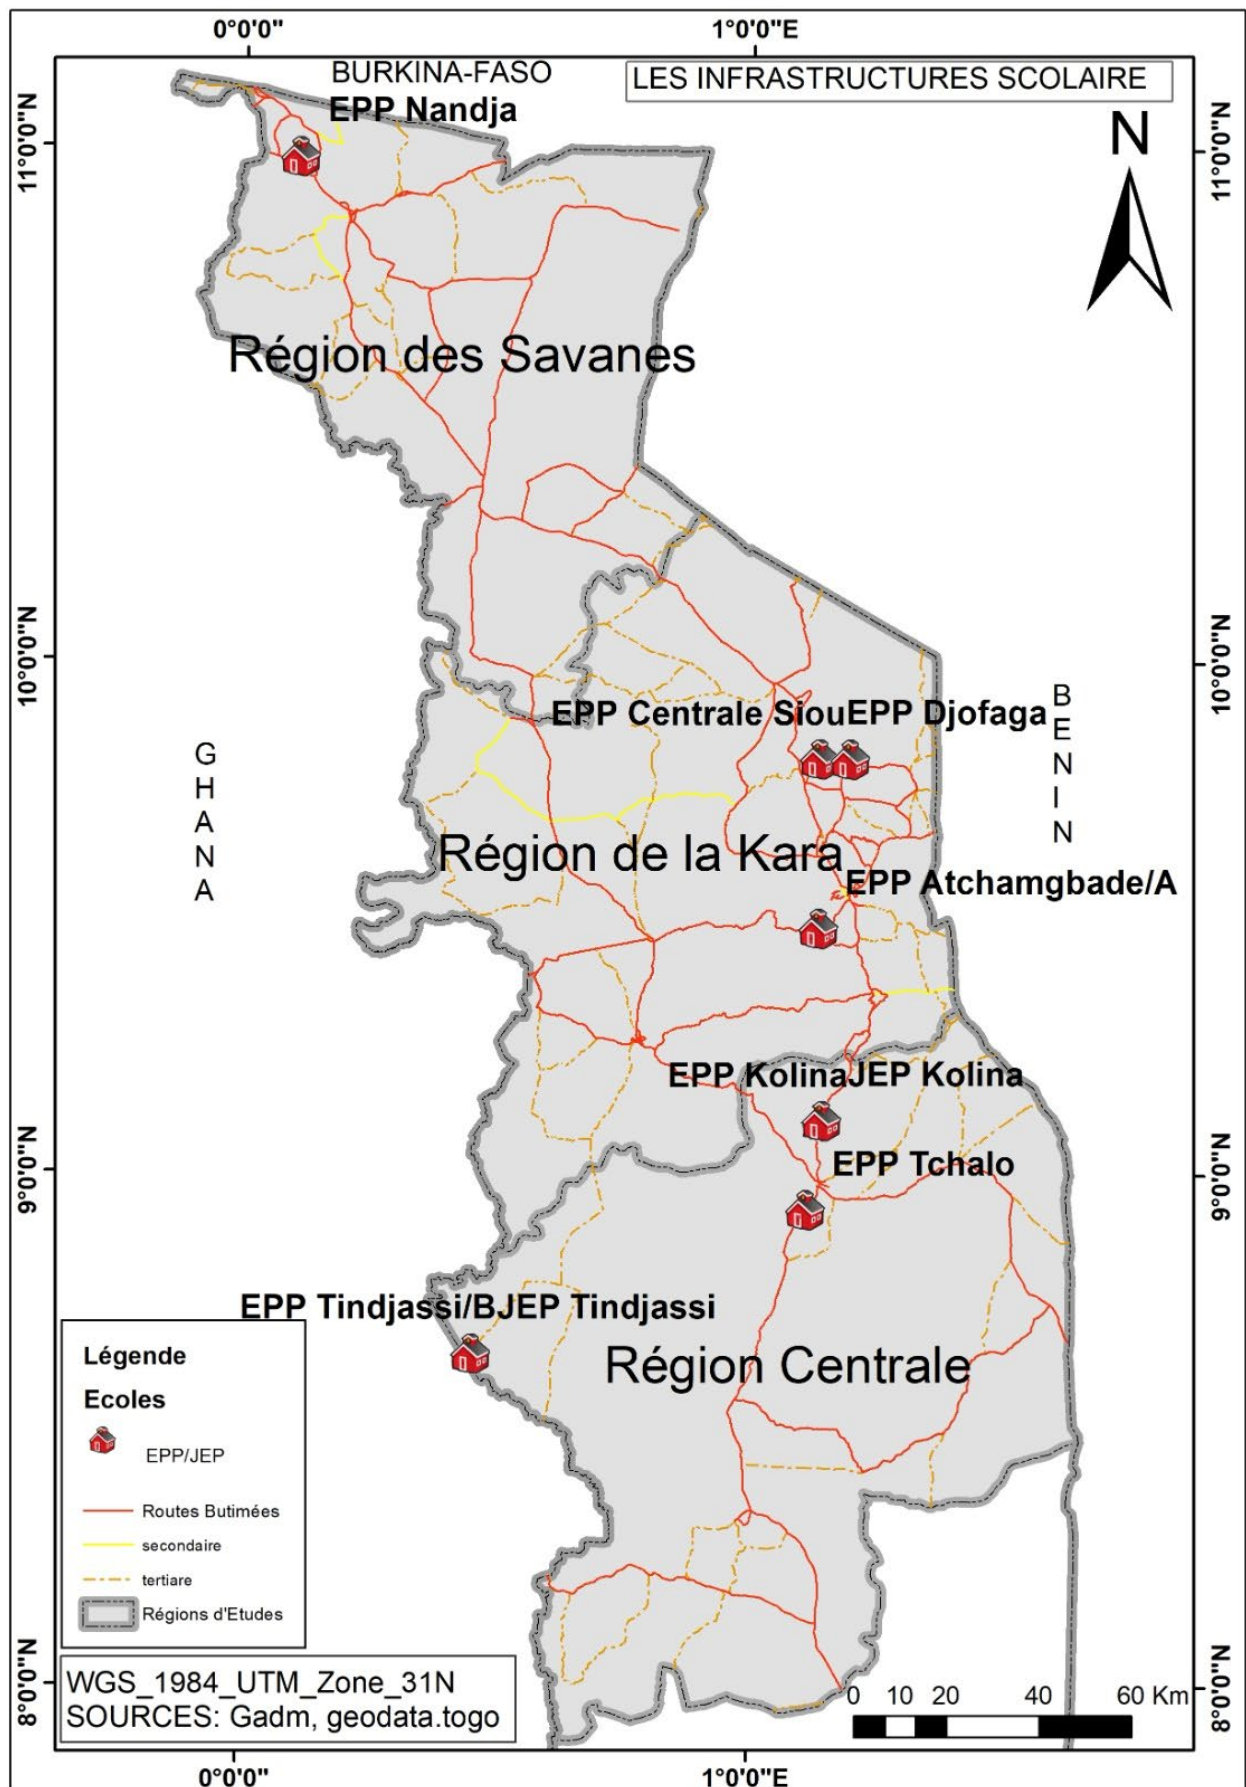 0°0'0"
1°0'0"E
BURKINA-FASO
LES INFRASTRUCTURES SCOLAIRE
EPP Nandja
N
11°0'0"N
11°0'0"N
Région des Savanes
10°0'0"N
10°0'0"N
EPP Centrale SiouEPP Djofaga
BENIN
GHANA
Région de la Kara
EPP Atchamgbade/A
EPP KolinaJEP Kolina
9°0'0"N
9°0'0"N
EPP Tchalo
EPP Tindjassi/BJEP Tindjassi
Région Centrale
Légende
Ecoles
EPP/JEP
Routes Butimées
secondaire
tertiare
Régions d'Etudes
WGS_1984_UTM_Zone_31N
SOURCES: Gadm, geodata.togo
8°0'0"N
8°0'0"N
0 10 20 40 60 Km
0°0'0"
1°0'0"E